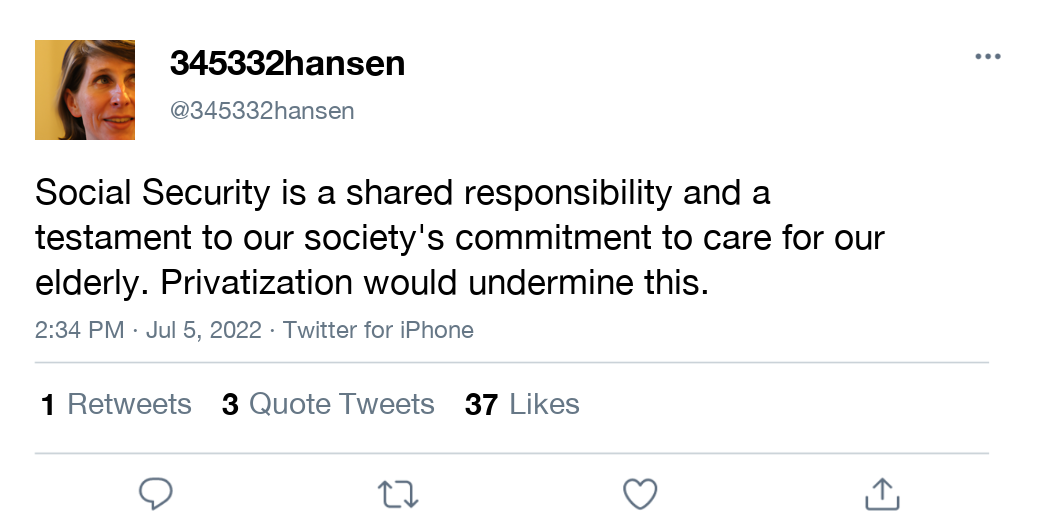 345332hansen
@345332hansen
Social Security is a shared responsibility and a
testament to our society's commitment to care for our
elderly. Privatization would undermine this.
2:34 PM · Jul 5, 2022 · Twitter for iPhone
1 Retweets 3 Quote Tweets 37 Likes